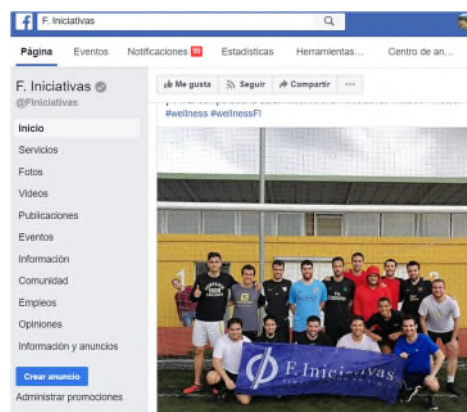 F. Iniciativas
Página Eventos Notificaciones 99 Estadísticas Herramientas... Centro de an...
F. Iniciativas
@FIniciativas
Me gusta Seguir Compartir ...
#wellness #wellnessFI
Inicio
Servicios
Fotos
Videos
Publicaciones
Eventos
Información
Comunidad
Empleos
Opiniones
Información y anuncios
Crear anuncio
Administrar promociones
F. Iniciativas